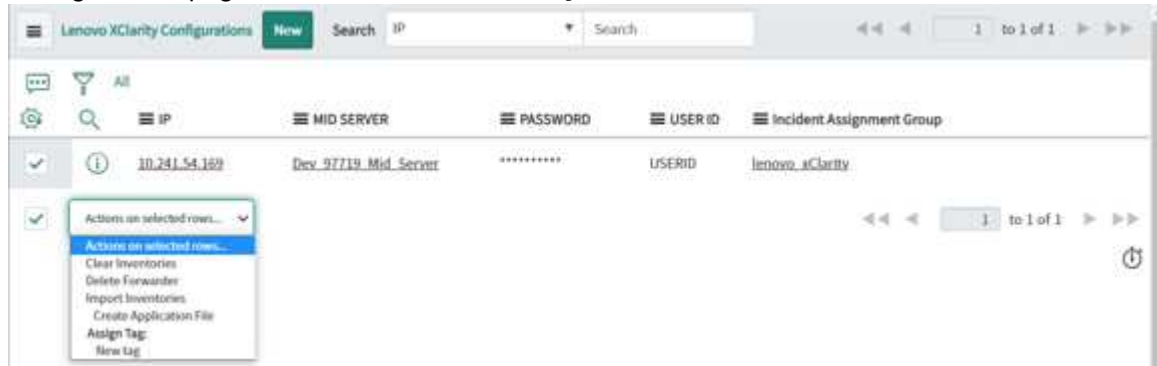 Lenovo XClarity Configurations New Search IP Search 1 to 1 of 1
All
IP MID SERVER PASSWORD USER ID Incident Assignment Group
10.241.54.169 Dev_97719_Mid_Server ********** USERID lenovo_xClarity
Actions on selected rows... 1 to 1 of 1
Actions on selected rows...
Clear Inventories
Delete Forwarder
Import Inventories
Create Application File
Assign Tag:
New tag